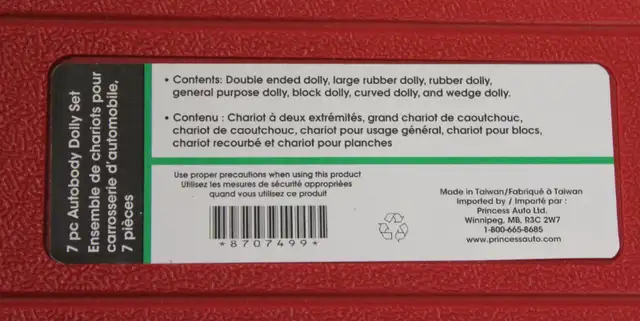 7 pc Autobody Dolly Set
Ensemble de chariots pour
carrosserie d'automobile,
7 pièces
• Contents: Double ended dolly, large rubber dolly, rubber dolly,
general purpose dolly, block dolly, curved dolly, and wedge dolly.
• Contenu : Chariot à deux extrémités, grand chariot de caoutchouc,
chariot de caoutchouc, chariot pour usage général, chariot pour blocs,
chariot recourbé et chariot pour planches
Use proper precautions when using this product
Utilisez les mesures de sécurité appropriées
quand vous utilisez ce produit
*8707499*
Made in Taiwan/Fabriqué à Taiwan
Imported by / Importé par :
Princess Auto Ltd.
Winnipeg, MB, R3C 2W7
1-800-665-8685
www.princessauto.com